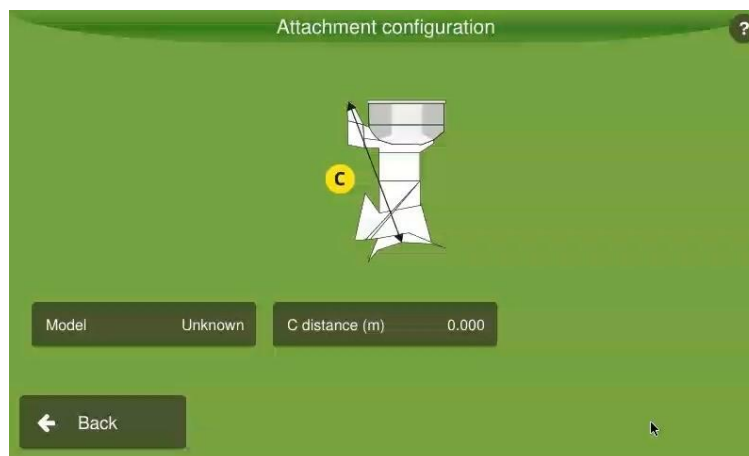 Attachment configuration
?
C
Model Unknown
C distance (m) 0.000
Back